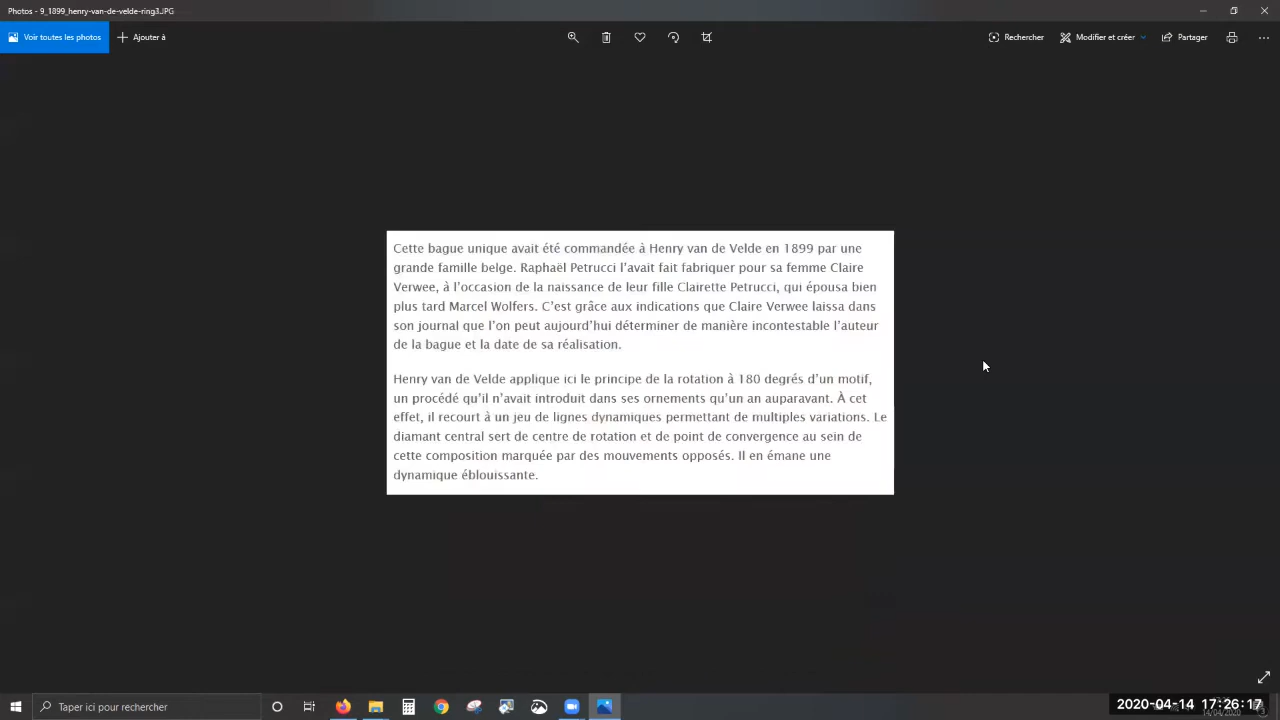 Photos - 9_1899_henry-van-de-velde-ring3.JPG
Voir toutes les photos
Ajouter à
Rechercher
Modifier et créer
Partager
Cette bague unique avait été commandée à Henry van de Velde en 1899 par une
grande famille belge. Raphaël Petrucci l’avait fait fabriquer pour sa femme Claire
Verwee, à l’occasion de la naissance de leur fille Clairette Petrucci, qui épousa bien
plus tard Marcel Wolfers. C’est grâce aux indications que Claire Verwee laissa dans
son journal que l’on peut aujourd’hui déterminer de manière incontestable l’auteur
de la bague et la date de sa réalisation.
Henry van de Velde applique ici le principe de la rotation à 180 degrés d’un motif,
un procédé qu’il n’avait introduit dans ses ornements qu’un an auparavant. À cet
effet, il recourt à un jeu de lignes dynamiques permettant de multiples variations. Le
diamant central sert de centre de rotation et de point de convergence au sein de
cette composition marquée par des mouvements opposés. Il en émane une
dynamique éblouissante.
Taper ici pour rechercher
2020-04-14 17:26:17
14/04/2020